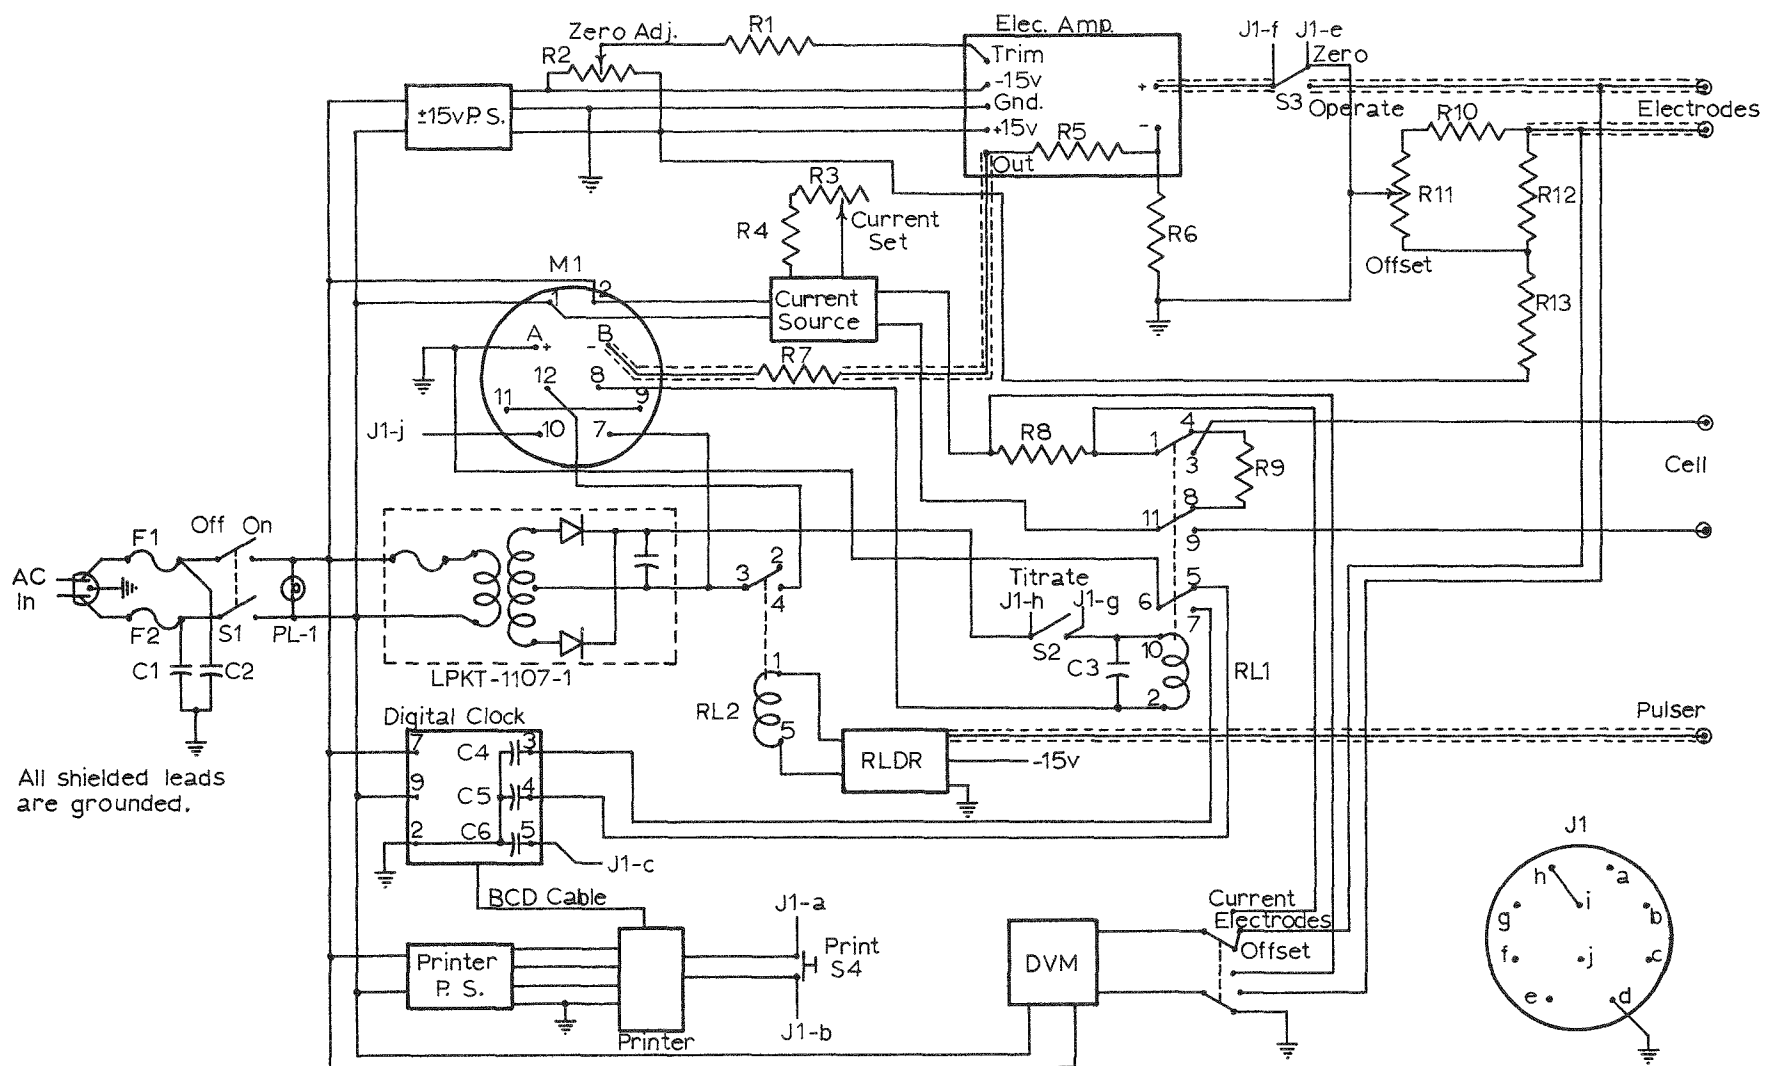 Zero Adj.
R1
R2
Elec. Amp.
Trim
-15v
Gnd.
+15v
Out
R5
+
-
J1-f
J1-e
Zero
S3
Operate
Electrodes
±15v P.S.
R10
R11
R12
R13
Offset
R3
R4
Current
Set
R6
M1
1
2
A
+
-
B
12
8
11
9
10
7
J1-j
Current
Source
R7
R8
1
4
3
R9
Cell
11
8
9
Off On
F1
AC
In
F2
S1
PL-1
C1
C2
LPKT-1107-1
3
2
4
Titrate
J1-h
J1-g
S2
6
5
7
10
C3
2
RL1
RL2
1
5
RLDR
-15v
Pulser
All shielded leads
are grounded.
Digital Clock
7
C4
3
9
C5
4
2
C6
5
J1-c
BCD Cable
Printer
P. S.
Printer
J1-a
Print
S4
J1-b
DVM
Current
Electrodes
Offset
J1
h
a
i
g
b
f
j
c
e
d